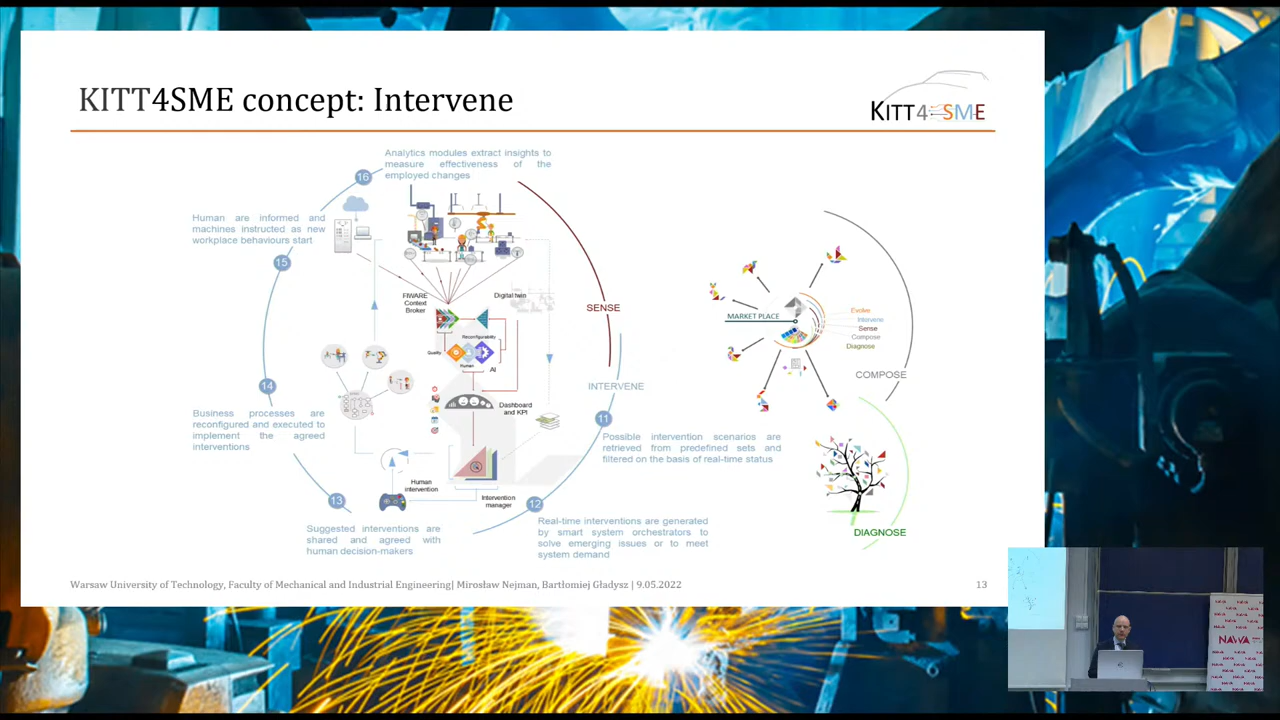 KITT4SME concept: Intervene
KITT4SME
Analytics modules extract insights to
measure effectiveness of the
employed changes
16
Human are informed and
machines instructed as new
workplace behaviours start
15
FIWARE
Context
Broker
Digital twin
SENSE
Reconfigurability
Quality
Human
AI
MARKET PLACE
Evolve
Intervene
Sense
Compose
Diagnose
COMPOSE
INTERVENE
14
Business processes are
reconfigured and executed to
implement the agreed
interventions
Dashboard
and KPI
11
Possible intervention scenarios are
retrieved from predefined sets and
filtered on the basis of real-time status
Human
intervention
Intervention
manager
13
Suggested interventions are
shared and agreed with
human decision-makers
12
Real-time interventions are generated
by smart system orchestrators to
solve emerging issues or to meet
system demand
DIAGNOSE
Warsaw University of Technology, Faculty of Mechanical and Industrial Engineering| Mirosław Nejman, Bartłomiej Gładysz | 9.05.2022
13
NAWA